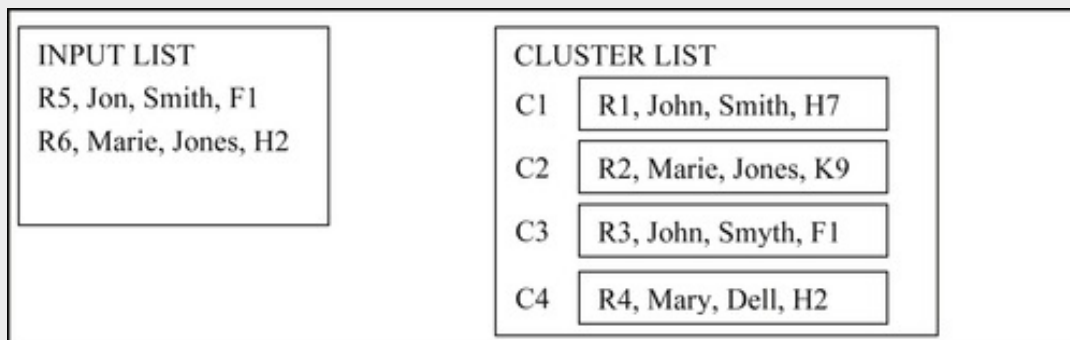 INPUT LIST
R5, Jon, Smith, F1
R6, Marie, Jones, H2
CLUSTER LIST
C1 R1, John, Smith, H7
C2 R2, Marie, Jones, K9
C3 R3, John, Smyth, F1
C4 R4, Mary, Dell, H2